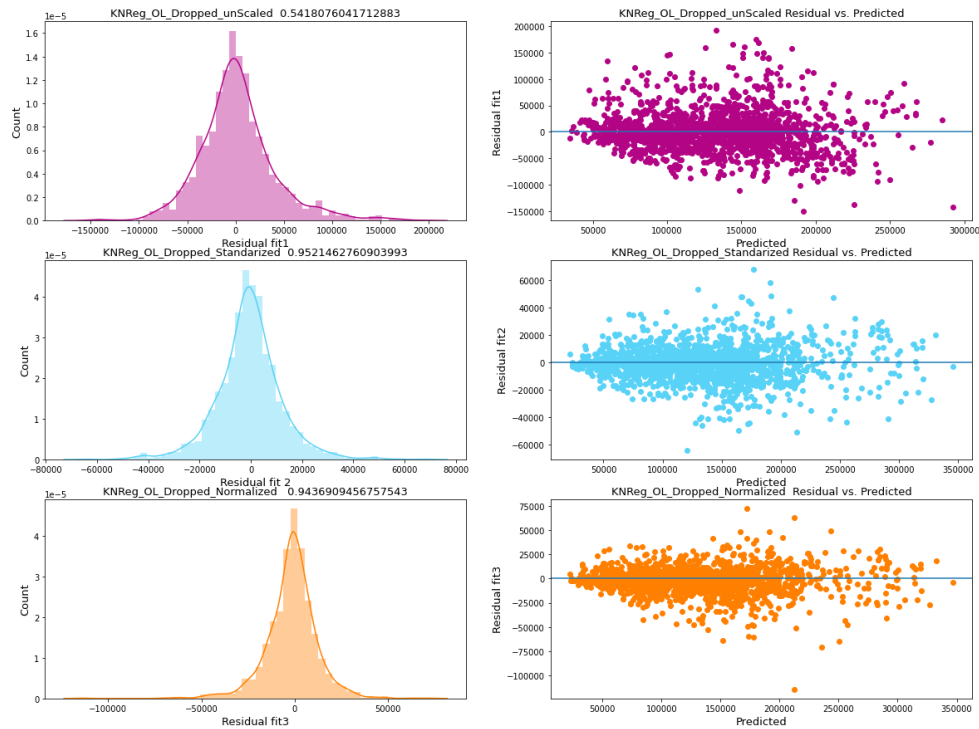 KNReg_OL_Dropped_unScaled 0.5418076041712883
1e-5
1.6
1.4
1.2
1.0
0.8
0.6
0.4
0.2
0.0
Count
-150000 -100000 -50000 0 50000 100000 150000 200000
Residual fit1
KNReg_OL_Dropped_unScaled Residual vs. Predicted
200000
150000
100000
50000
0
-50000
-100000
-150000
Residual fit1
50000 100000 150000 200000 250000 300000
Predicted
KNReg_OL_Dropped_Standarized 0.9521462760903993
1e-5
4
3
2
1
0
Count
-80000 -60000 -40000 -20000 0 20000 40000 60000 80000
Residual fit 2
KNReg_OL_Dropped_Standarized Residual vs. Predicted
60000
40000
20000
0
-20000
-40000
-60000
Residual fit2
50000 100000 150000 200000 250000 300000 350000
Predicted
KNReg_OL_Dropped_Normalized 0.9436909456757543
1e-5
4
3
2
1
0
Count
-100000 -50000 0 50000
Residual fit3
KNReg_OL_Dropped_Normalized Residual vs. Predicted
75000
50000
25000
0
-25000
-50000
-75000
-100000
Residual fit3
50000 100000 150000 200000 250000 300000 350000
Predicted